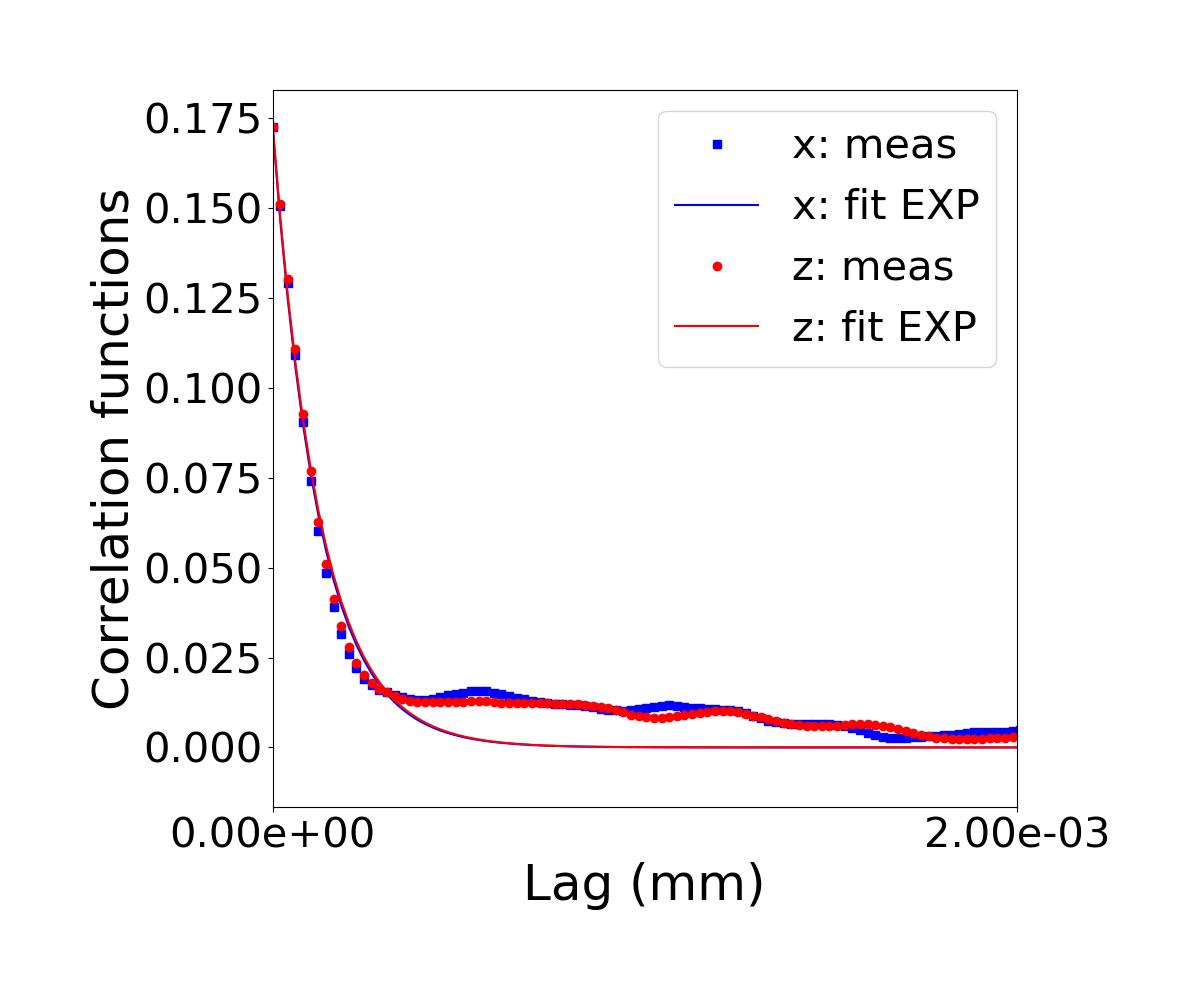 Correlation functions
0.175
0.150
0.125
0.100
0.075
0.050
0.025
0.000
x: meas
x: fit EXP
z: meas
z: fit EXP
0.00e+00
2.00e-03
Lag (mm)